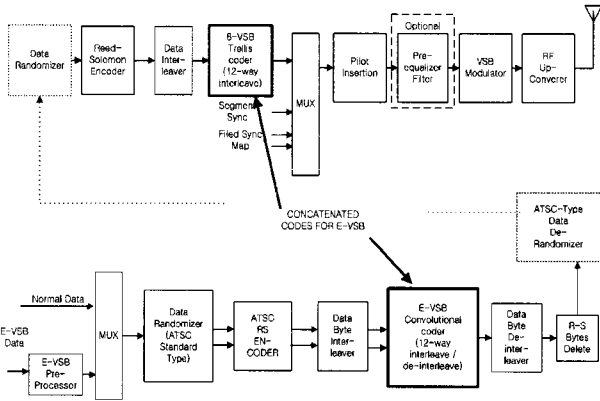 Data
Randomizer
Reed-
Solomon
Encoder
Data
Inter-
leaver
8-VSB
Trellis
coder
(12-way
interleave)
Segment
Sync
Filed Sync
Map
MUX
Pilot
Insertion
Optional
Pre-
equalizer
Filter
VSB
Modulator
RF
Up-
Converer
CONCATENATED
CODES FOR E-VSB
ATSC-Type
Data
De-
Randomizer
Normal Data
E-VSB
Data
E-VSB
Pre-
Processor
MUX
Data
Randomizer
(ATSC
Standard
Type)
ATSC
RS
EN-
CODER
Data
Byte
Inter-
leaver
E-VSB
Convolutional
coder
(12-way
interleave /
de-interleave)
Data
Byte
De-
inter-
leaver
R-S
Bytes
Delete